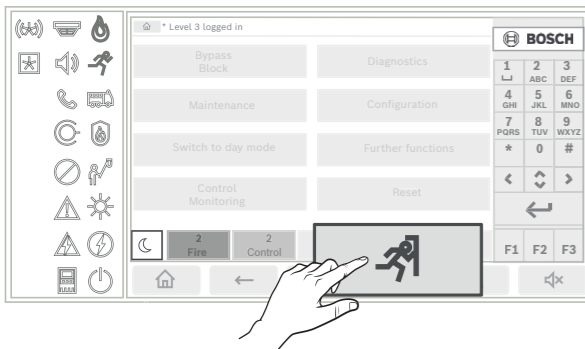 * Level 3 logged in
BOSCH
Bypass
Block
Diagnostics
Maintenance
Configuration
Switch to day mode
Further functions
Control
Monitoring
Reset
2
Fire
2
Control
1 2 3
ABC DEF
4 5 6
GHI JKL MNO
7 8 9
PQRS TUV WXYZ
* 0 #
F1 F2 F3